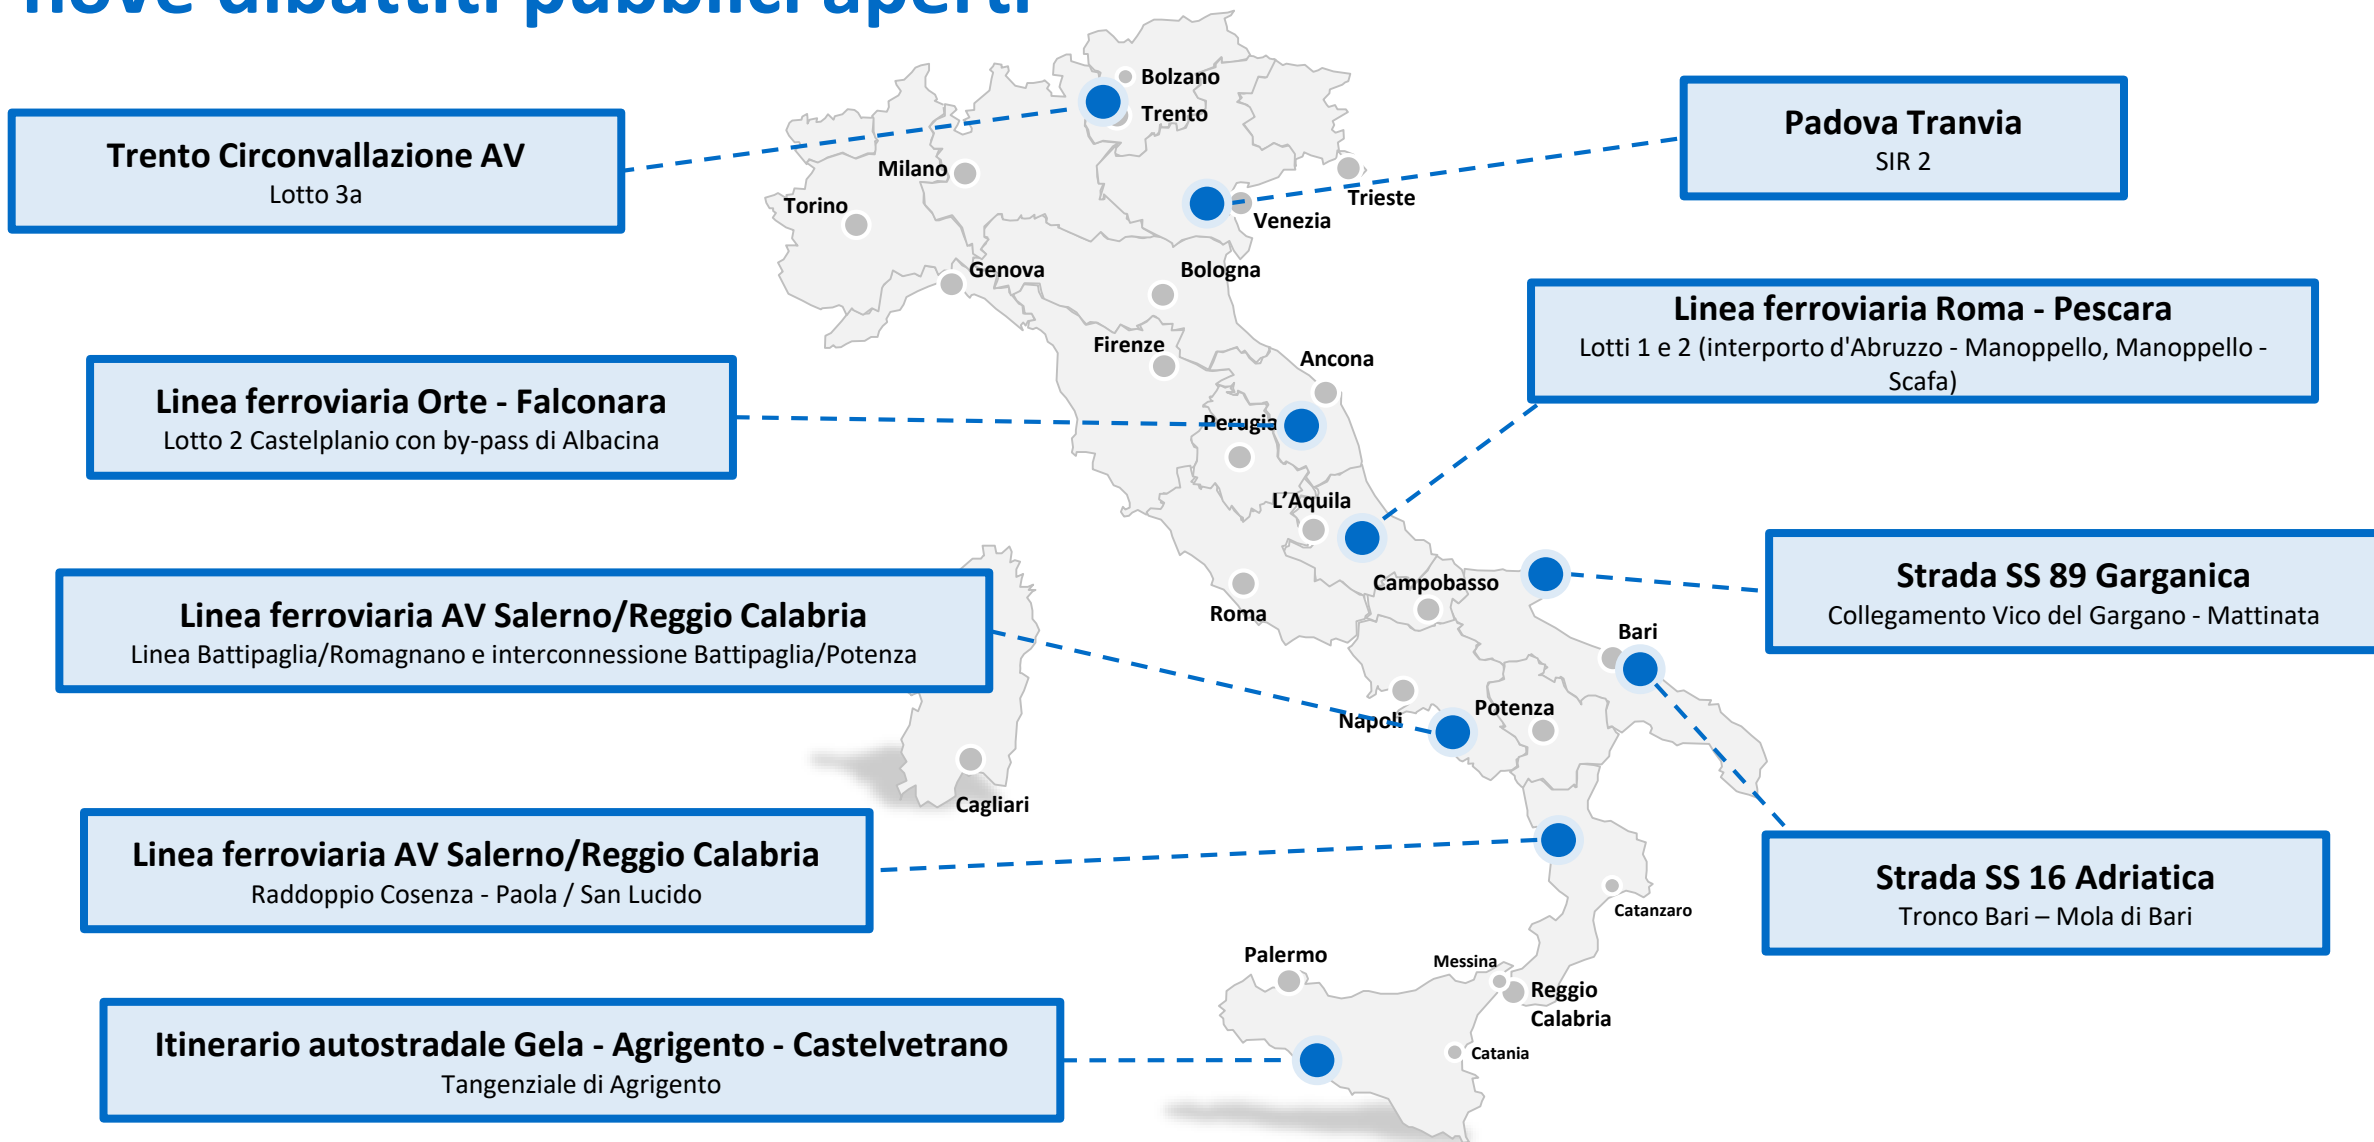 nove dibattiti pubblici aperti
Trento Circonvallazione AV
Lotto 3a
Padova Tranvia
SIR 2
Linea ferroviaria Roma - Pescara
Lotti 1 e 2 (interporto d'Abruzzo - Manoppello, Manoppello -
Scafa)
Linea ferroviaria Orte - Falconara
Lotto 2 Castelplanio con by-pass di Albacina
Linea ferroviaria AV Salerno/Reggio Calabria
Linea Battipaglia/Romagnano e interconnessione Battipaglia/Potenza
Strada SS 89 Garganica
Collegamento Vico del Gargano - Mattinata
Linea ferroviaria AV Salerno/Reggio Calabria
Raddoppio Cosenza - Paola / San Lucido
Strada SS 16 Adriatica
Tronco Bari – Mola di Bari
Itinerario autostradale Gela - Agrigento - Castelvetrano
Tangenziale di Agrigento
Bolzano
Trento
Milano
Torino
Trieste
Venezia
Genova
Bologna
Firenze
Ancona
Perugia
L’Aquila
Roma
Campobasso
Bari
Napoli
Potenza
Cagliari
Catanzaro
Palermo
Messina
Reggio
Calabria
Catania